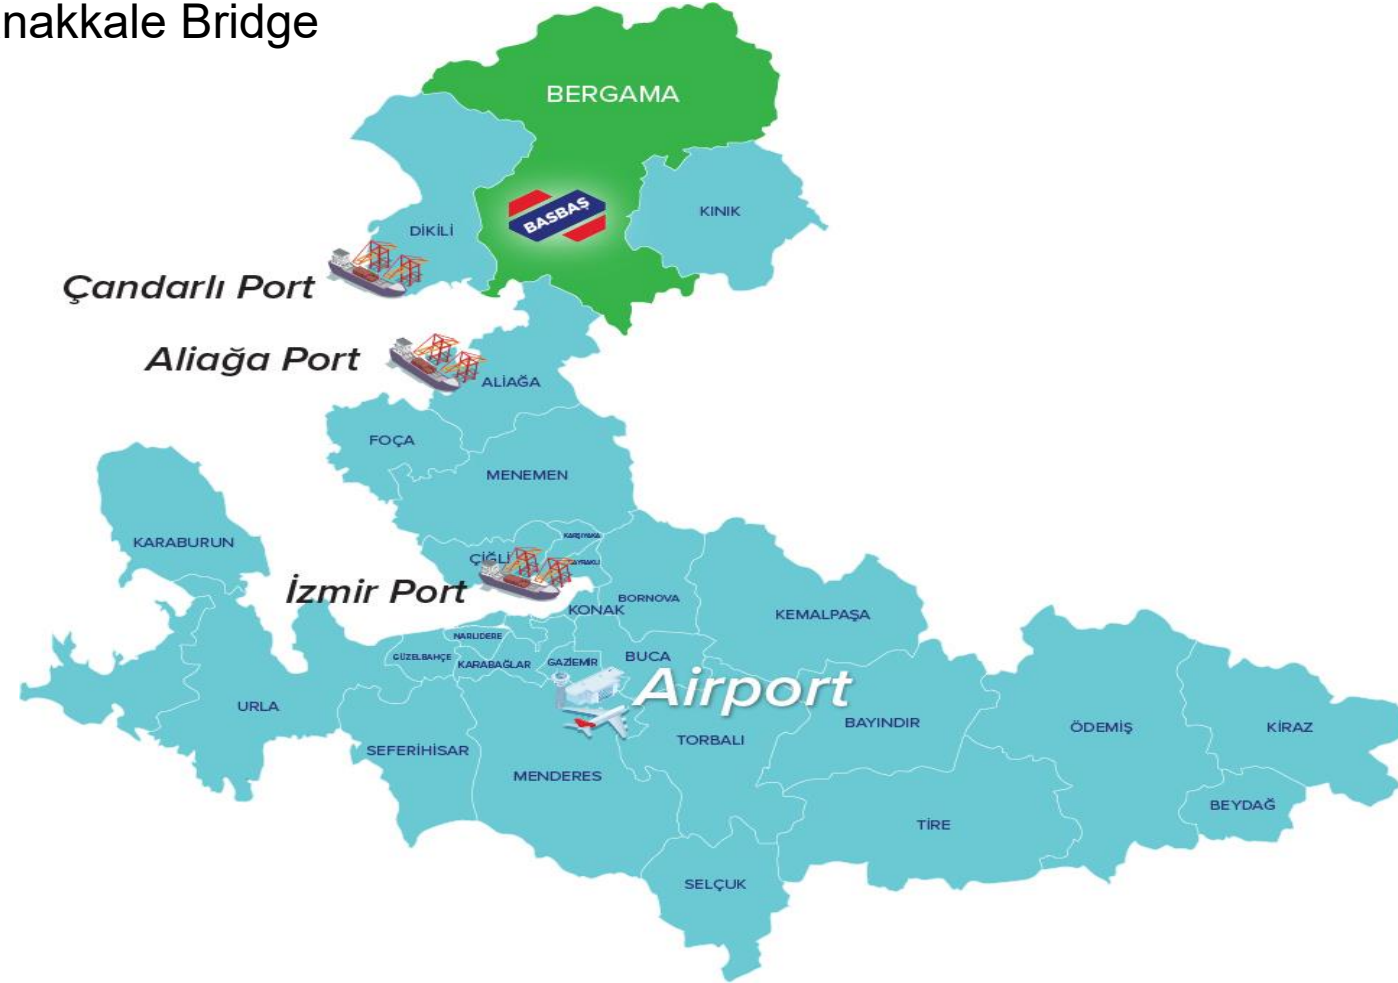 nakkale Bridge
BERGAMA
BASBAŞ
KINIK
DİKİLİ
Çandarlı Port
Aliağa Port
ALİAĞA
FOÇA
MENEMEN
KARŞIYAKA
KARABURUN
ÇİĞLİ
AYRAKLI
İzmir Port
BORNOVA
KONAK
KEMALPAŞA
NARLIDERE
GÜZELBAHÇE
KARABAĞLAR
GAZİEMİR
BUCA
Airport
URLA
BAYINDIR
ÖDEMİŞ
KİRAZ
TORBALI
SEFERİHİSAR
MENDERES
BEYDAĞ
TİRE
SELÇUK